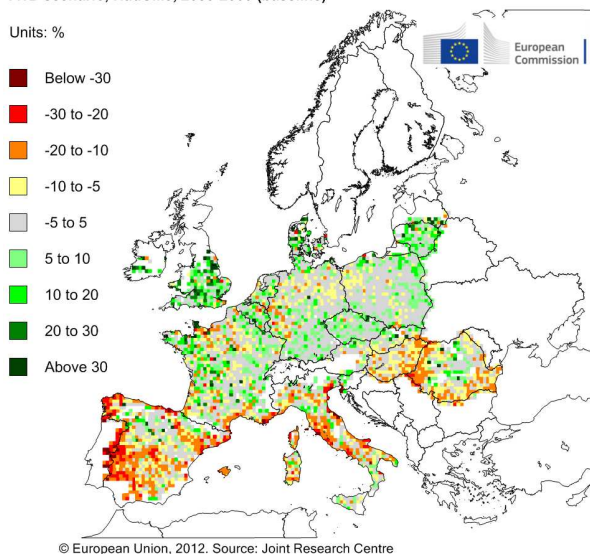 Units: %
European
Commission
Below -30
-30 to -20
-20 to -10
-10 to -5
-5 to 5
5 to 10
10 to 20
20 to 30
Above 30
© European Union, 2012. Source: Joint Research Centre